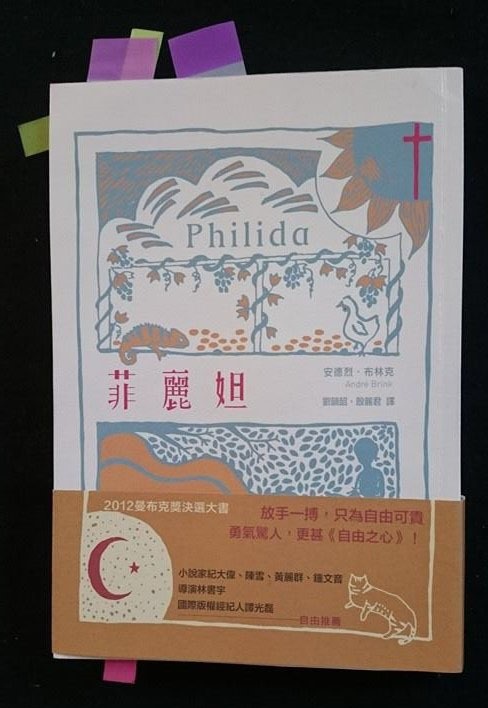 Philida
菲麗妲
安德烈・布林克
André Brink
劉韻韶・殷麗君 譯
2012曼布克獎決選大書
放手一搏，只為自由可貴
勇氣驚人，更甚《自由之心》！
小說家紀大偉、陳雪、黃麗群、鍾文音
導演林書宇
國際版權經紀人譚光磊
自由推薦